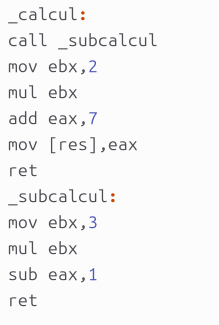 _calcul:
call _subcalcul
mov ebx,2
mul ebx
add eax,7
mov [res],eax
ret
_subcalcul:
mov ebx,3
mul ebx
sub eax,1
ret